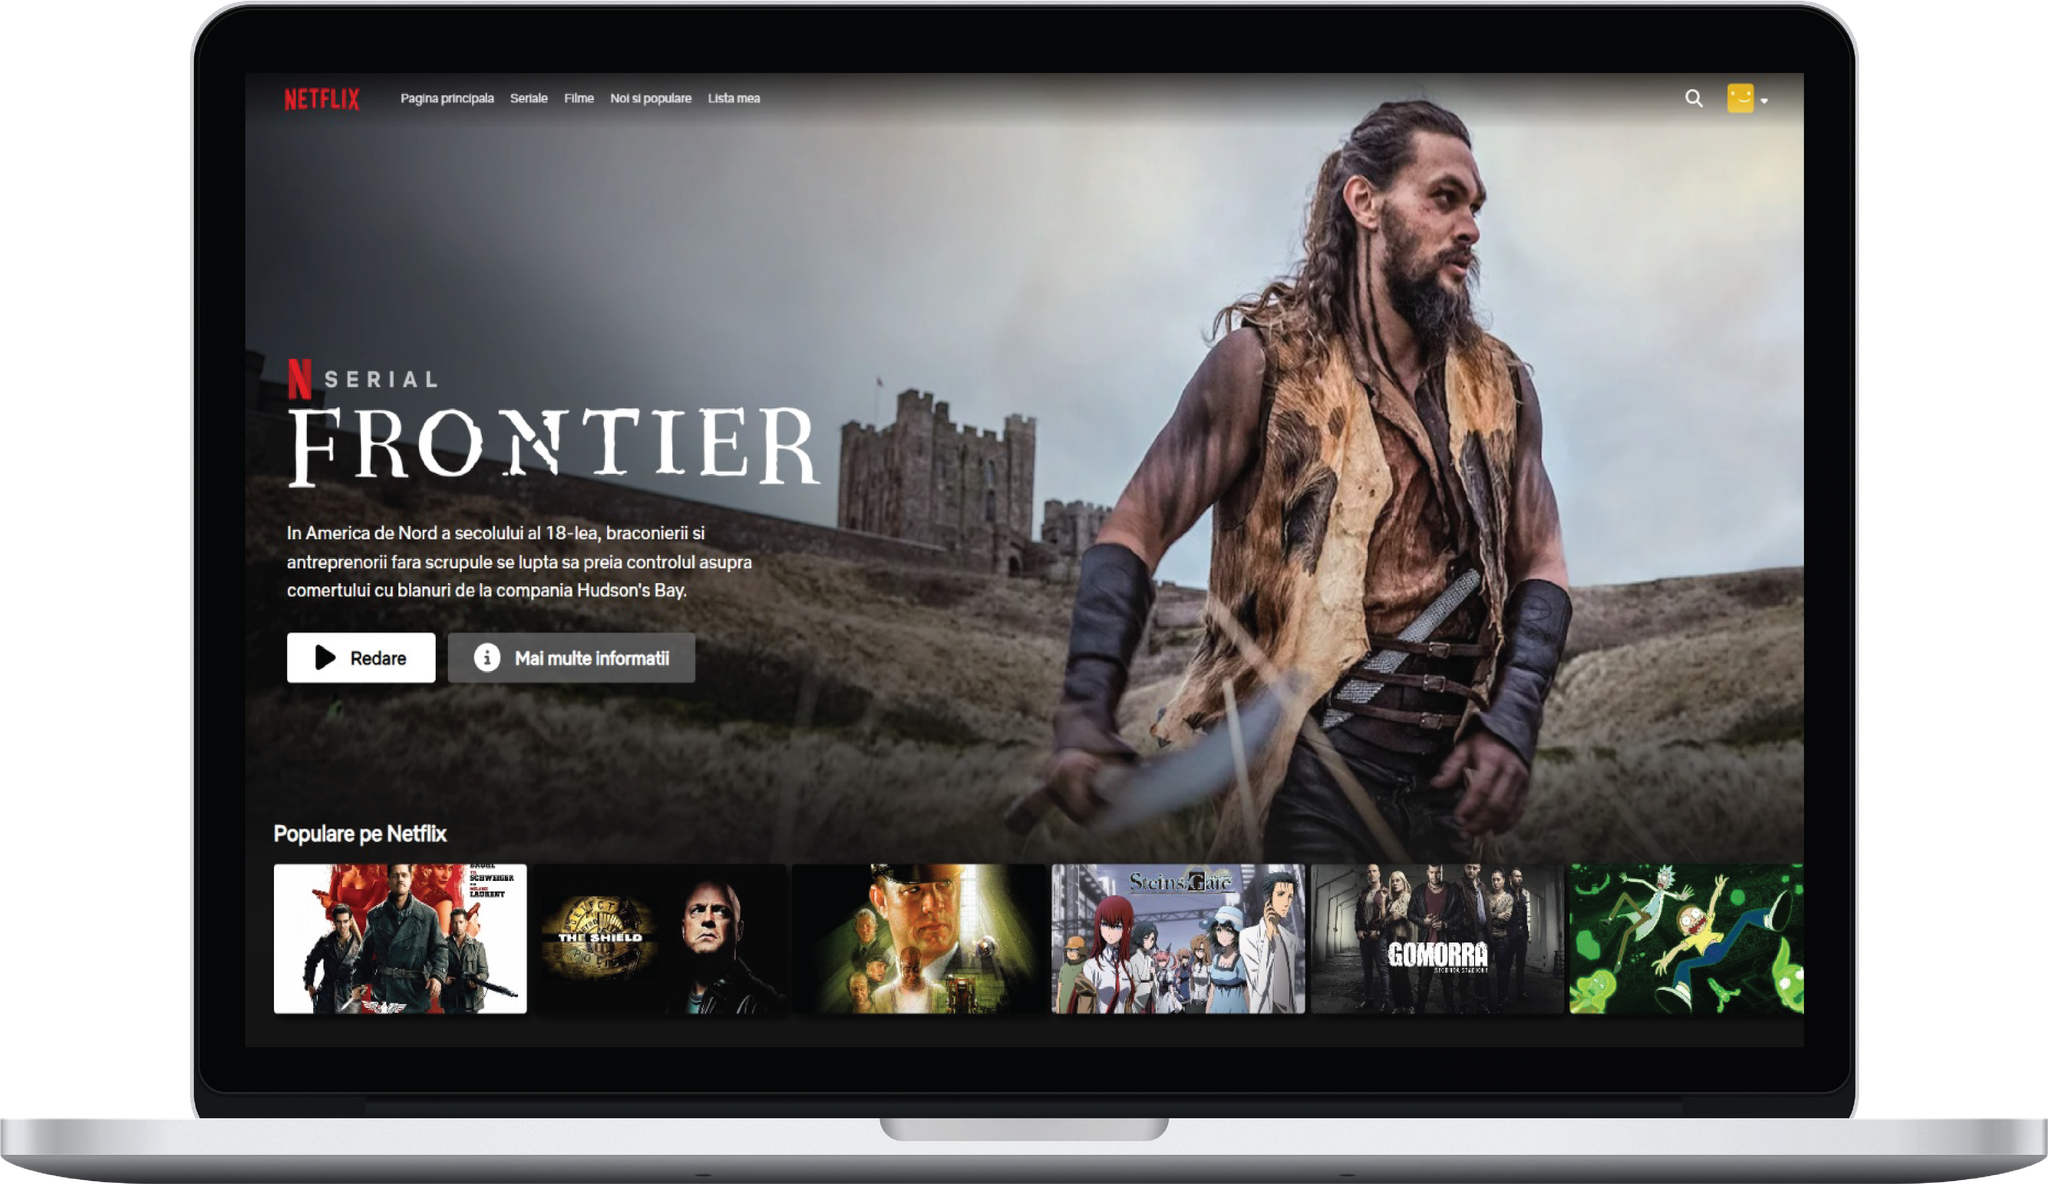 NETFLIX
Pagina principala Seriale Filme Noi si populare Lista mea
N SERIAL
FRONTIER
In America de Nord a secolului al 18-lea, braconierii si
antreprenorii fara scrupule se lupta sa preia controlul asupra
comertului cu blanuri de la compania Hudson's Bay.
Redare
Mai multe informatii
Populare pe Netflix
SCHWEIGER
LAURENT
THE SHIELD
Steins Gate
GOMORRA